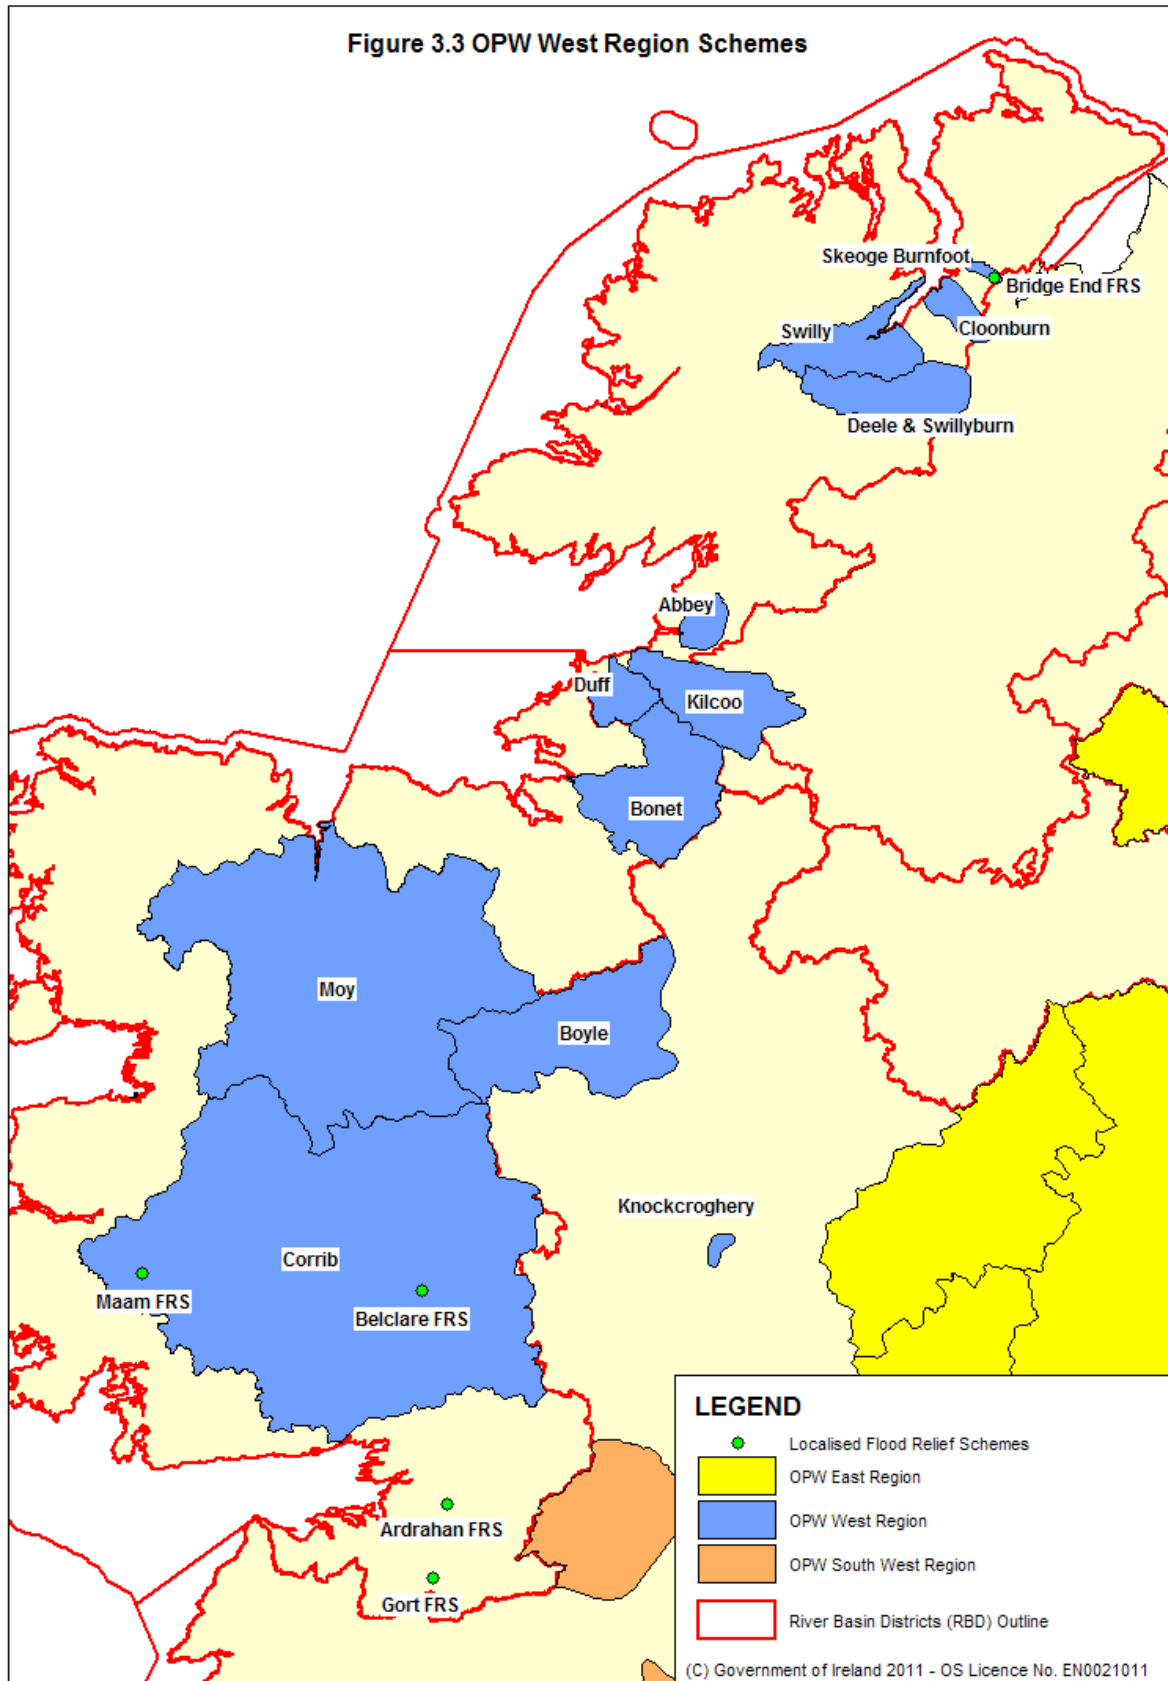 Figure 3.3 OPW West Region Schemes
Skeoge Burnfoot
Bridge End FRS
Swilly
Cloonburn
Deele & Swillyburn
Abbey
Duff
Kilcoo
Bonet
Moy
Boyle
Knockcroghery
Corrib
Maam FRS
Belclare FRS
Ardrahan FRS
Gort FRS
LEGEND
Localised Flood Relief Schemes
OPW East Region
OPW West Region
OPW South West Region
River Basin Districts (RBD) Outline
(C) Government of Ireland 2011 - OS Licence No. EN0021011